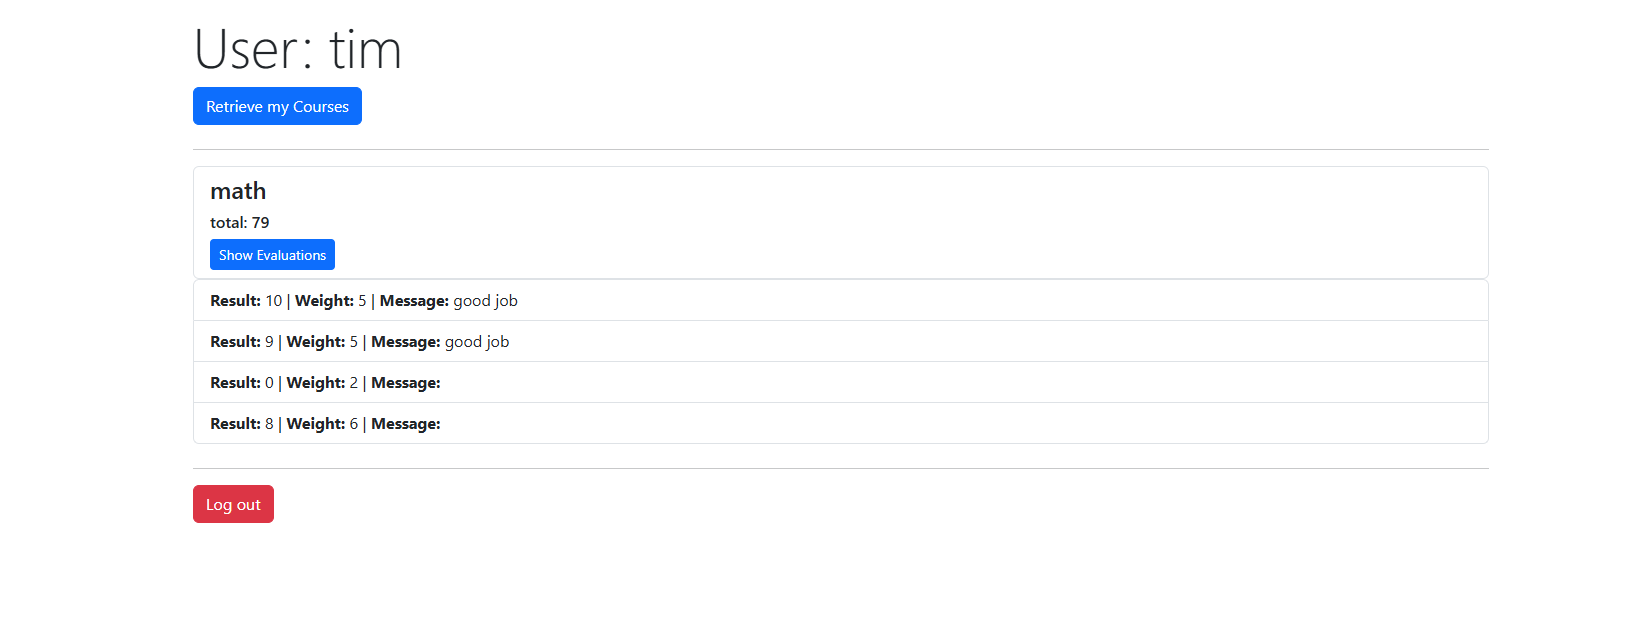 User: tim
Retrieve my Courses
math
total: 79
Show Evaluations
Result: 10 | Weight: 5 | Message: good job
Result: 9 | Weight: 5 | Message: good job
Result: 0 | Weight: 2 | Message:
Result: 8 | Weight: 6 | Message:
Log out